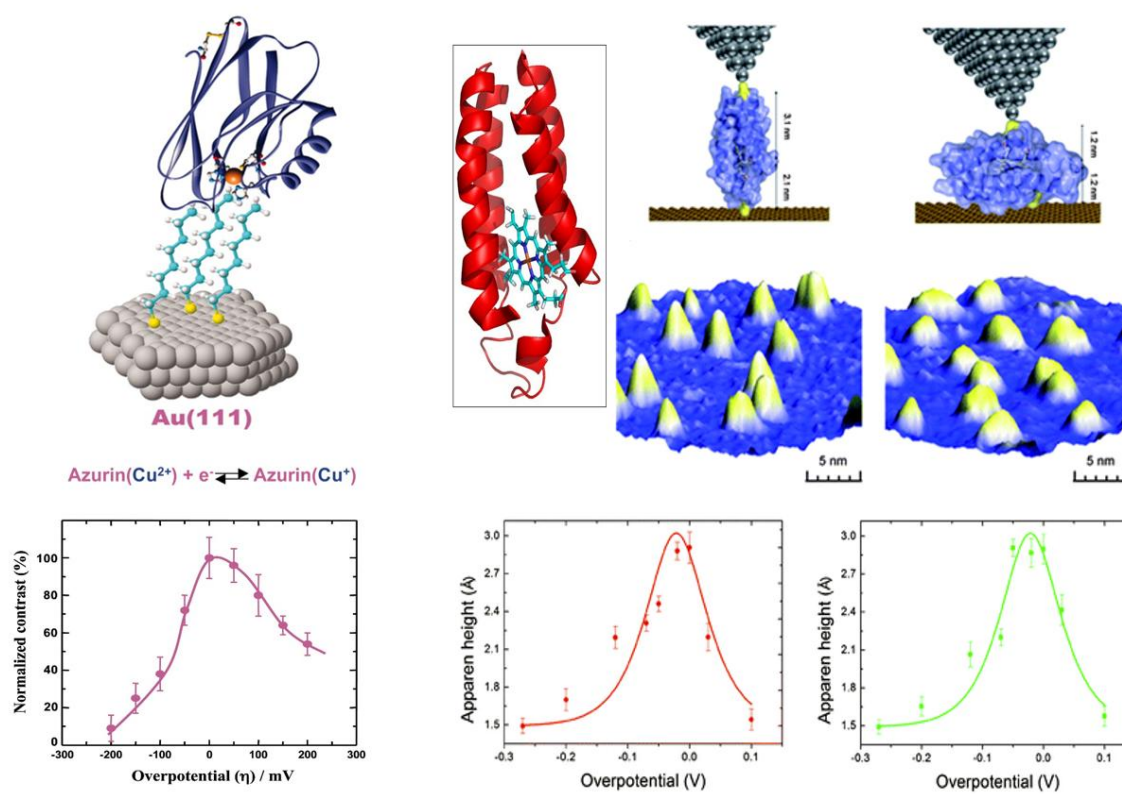 3.1 nm
2.1 nm
1.2 nm
1.2 nm
Au(111)
5 nm
5 nm
Azurin(Cu²⁺) + e⁻ ⇌ Azurin(Cu⁺)
Normalized contrast (%)
100
80
60
40
20
0
-300 -200 -100 0 100 200 300
Overpotential (η) / mV
Apparen height (Å)
3.0
2.7
2.4
2.1
1.8
1.5
-0.3 -0.2 -0.1 0.0 0.1
Overpotential (V)
Apparen height (Å)
3.0
2.7
2.4
2.1
1.8
1.5
-0.3 -0.2 -0.1 0.0 0.1
Overpotential (V)